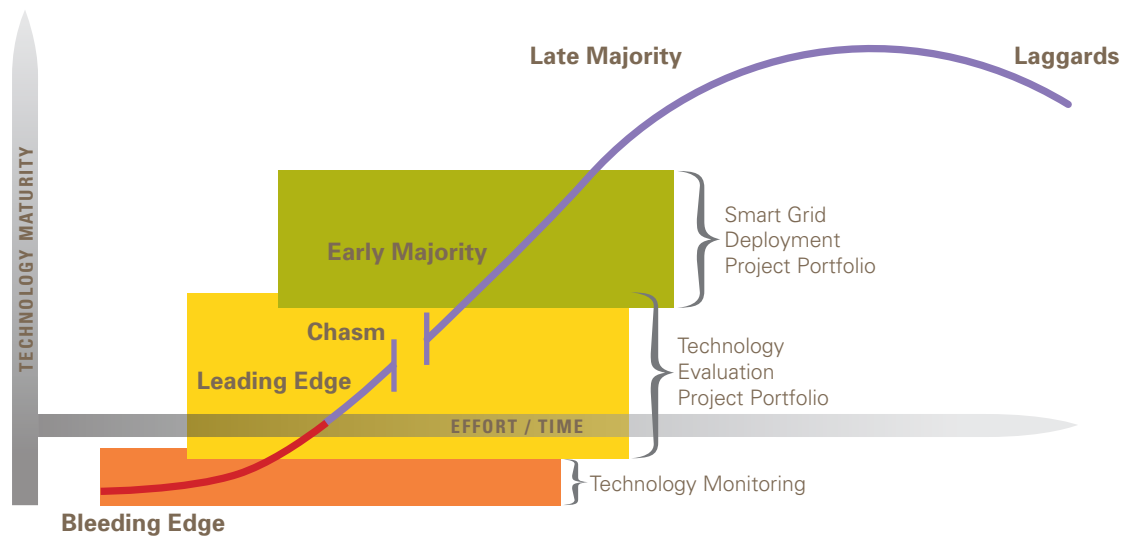 Late Majority
Laggards
TECHNOLOGY MATURITY
Smart Grid
Deployment
Project Portfolio
Early Majority
Chasm
Technology
Evaluation
Project Portfolio
Leading Edge
EFFORT / TIME
Technology Monitoring
Bleeding Edge